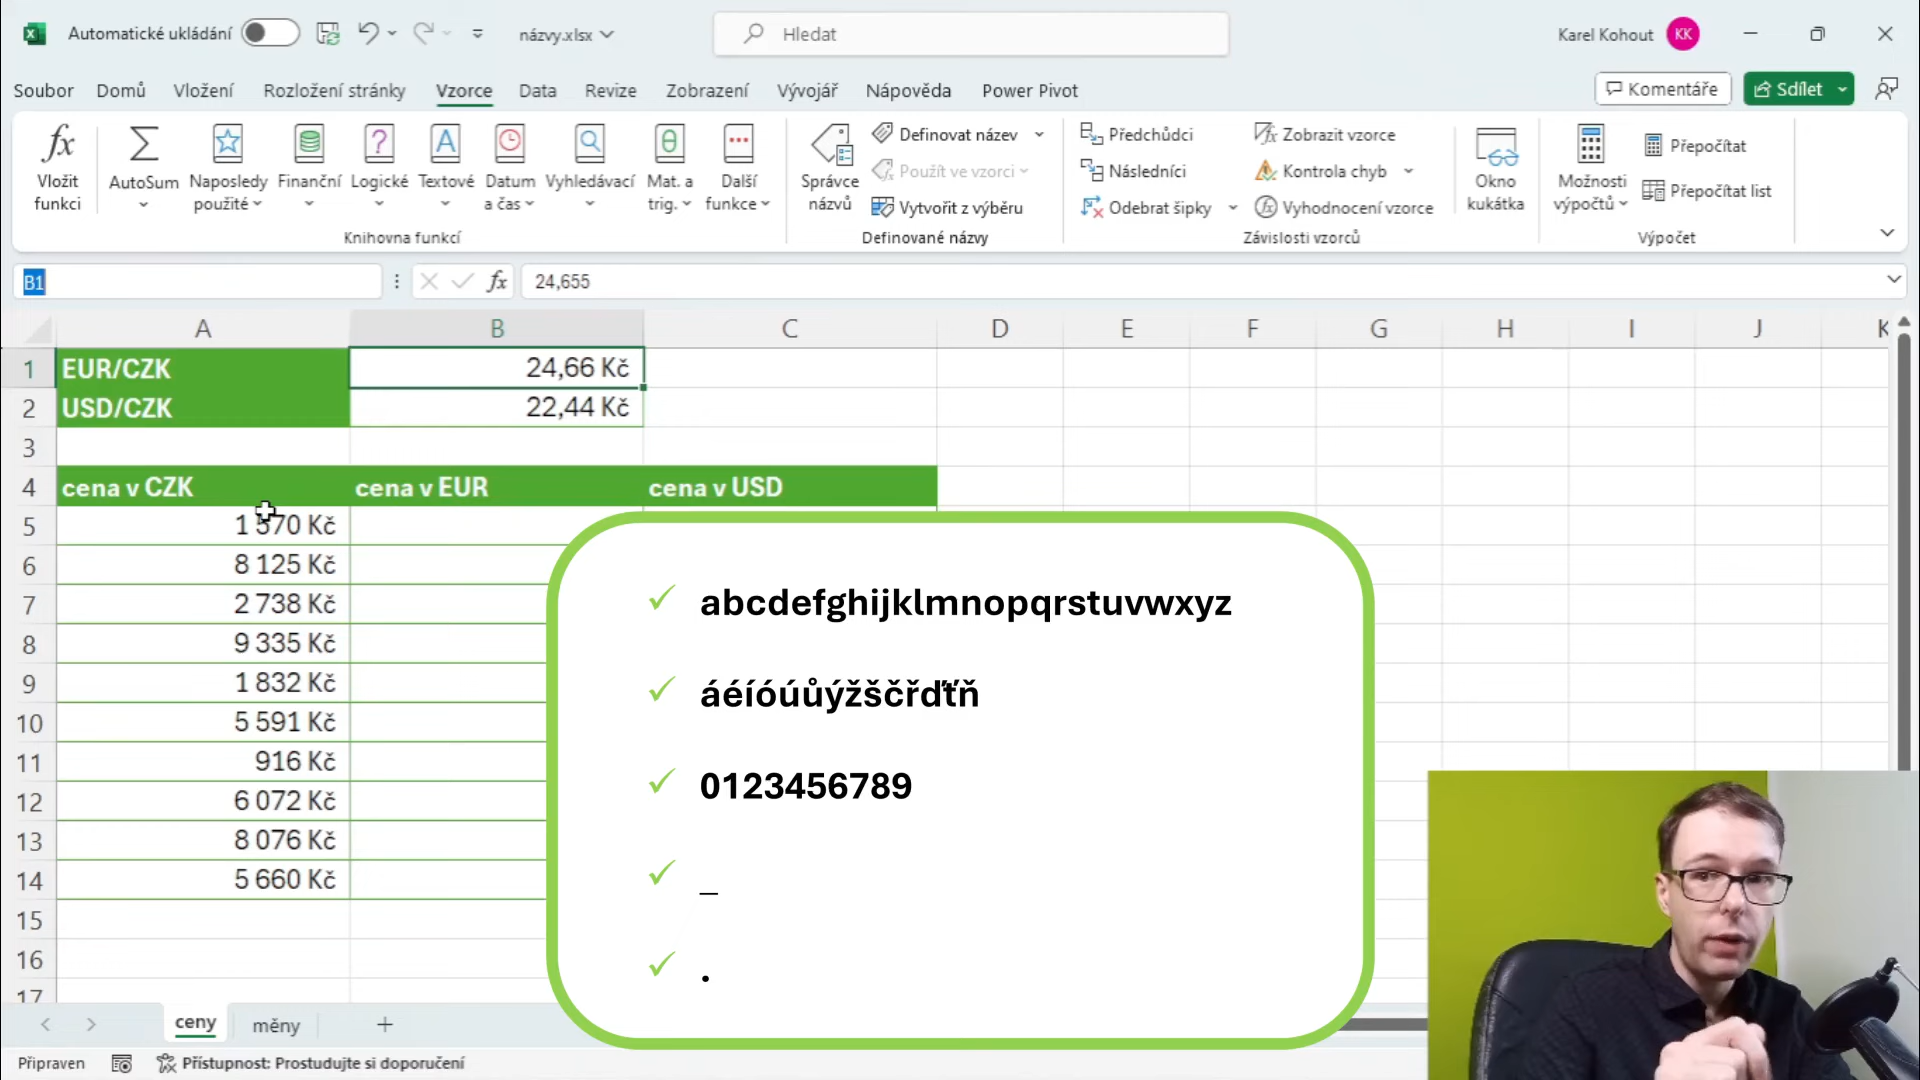 Automatické ukládání názvy.xlsx Hledat Karel Kohout KK
Soubor Domů Vložení Rozložení stránky Vzorce Data Revize Zobrazení Vývojář Nápověda Power Pivot Komentáře Sdílet
Vložit funkci
AutoSum
Naposledy použité
Finanční
Logické
Textové
Datum a čas
Vyhledávací
Mat. a trig.
Další funkce
Knihovna funkcí
Správce názvů
Definovat název
Použít ve vzorci
Vytvořit z výběru
Definované názvy
Předchůdci
Následníci
Odebrat šipky
Zobrazit vzorce
Kontrola chyb
Vyhodnocení vzorce
Závislosti vzorců
Okno kukátka
Možnosti výpočtů
Přepočítat
Přepočítat list
Výpočet
B1 fx 24,655
A B C D E F G H I J K
1 EUR/CZK 24,66 Kč
2 USD/CZK 22,44 Kč
3
4 cena v CZK cena v EUR cena v USD
5 1 570 Kč
6 8 125 Kč
7 2 738 Kč
8 9 335 Kč
9 1 832 Kč
10 5 591 Kč
11 916 Kč
12 6 072 Kč
13 8 076 Kč
14 5 660 Kč
15
16
17
abcdefghijklmnopqrstuvwxyz
áéíóúůýžščřďťň
0123456789
_
.
ceny měny
Připraven Přístupnost: Prostudujte si doporučení